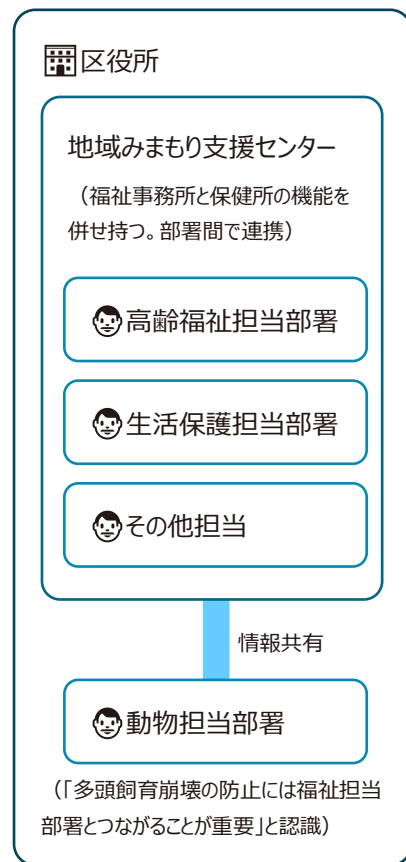 区役所
地域みまもり支援センター
（福祉事務所と保健所の機能を
併せ持つ。部署間で連携）
高齢福祉担当部署
生活保護担当部署
その他担当
情報共有
動物担当部署
（「多頭飼育崩壊の防止には福祉担当
部署とつながることが重要」と認識）